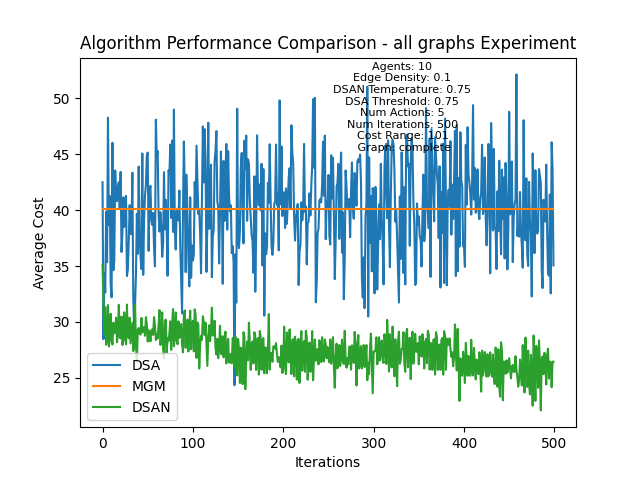 Algorithm Performance Comparison - all graphs Experiment
Agents: 10
Edge Density: 0.1
DSAN Temperature: 0.75
DSA Threshold: 0.75
Num Actions: 5
Num Iterations: 500
Cost Range: 101
Graph: complete
Average Cost
50
45
40
35
30
25
DSA
MGM
DSAN
0
100
200
300
400
500
Iterations